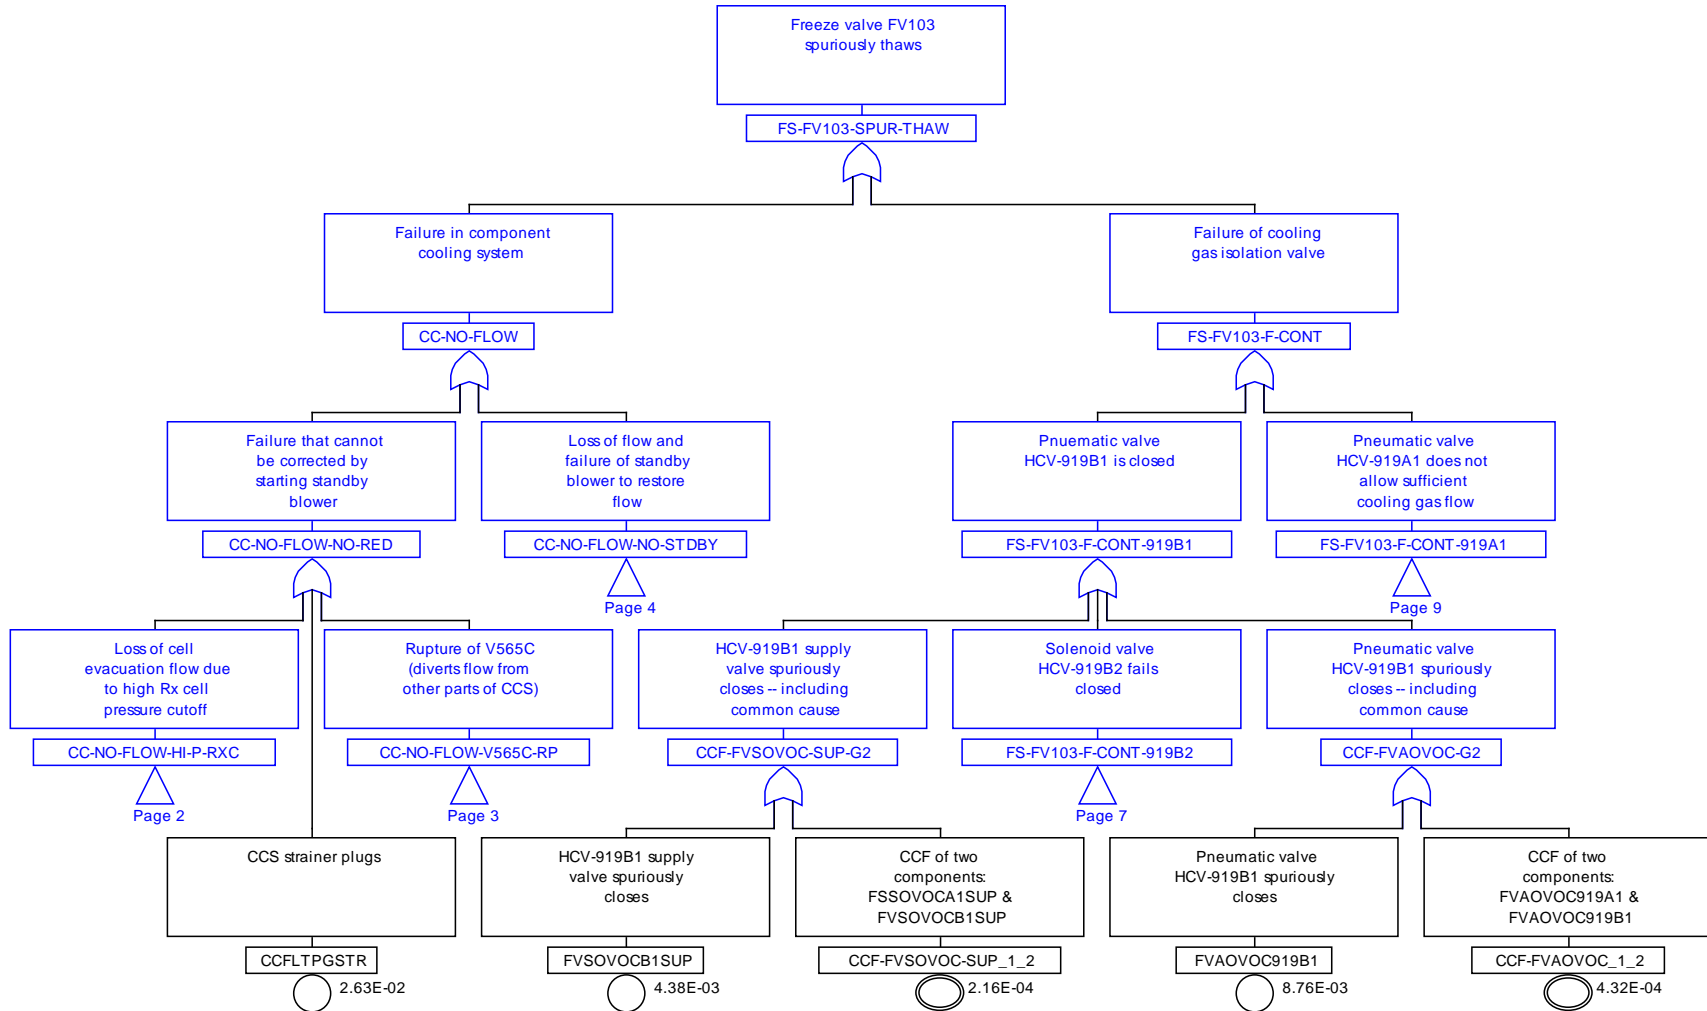 Freeze valve FV103
spuriously thaws
FS-FV103-SPUR-THAW
Failure in component
cooling system
CC-NO-FLOW
Failure of cooling
gas isolation valve
FS-FV103-F-CONT
Failure that cannot
be corrected by
starting standby
blower
CC-NO-FLOW-NO-RED
Loss of flow and
failure of standby
blower to restore
flow
CC-NO-FLOW-NO-STDBY
Page 4
Pnuematic valve
HCV-919B1 is closed
FS-FV103-F-CONT-919B1
Pneumatic valve
HCV-919A1 does not
allow sufficient
cooling gas flow
FS-FV103-F-CONT-919A1
Page 9
Loss of cell
evacuation flow due
to high Rx cell
pressure cutoff
CC-NO-FLOW-HI-P-RXC
Page 2
Rupture of V565C
(diverts flow from
other parts of CCS)
CC-NO-FLOW-V565C-RP
Page 3
HCV-919B1 supply
valve spuriously
closes -- including
common cause
CCF-FVSOVOC-SUP-G2
Solenoid valve
HCV-919B2 fails
closed
FS-FV103-F-CONT-919B2
Page 7
Pneumatic valve
HCV-919B1 spuriously
closes -- including
common cause
CCF-FVAOVOC-G2
CCS strainer plugs
CCFLTPGSTR
2.63E-02
HCV-919B1 supply
valve spuriously
closes
FVSOVOCB1SUP
4.38E-03
CCF of two
components:
FSSOVOCA1SUP &
FVSOVOCB1SUP
CCF-FVSOVOC-SUP_1_2
2.16E-04
Pneumatic valve
HCV-919B1 spuriously
closes
FVAOVOC919B1
8.76E-03
CCF of two
components:
FVAOVOC919A1 &
FVAOVOC919B1
CCF-FVAOVOC_1_2
4.32E-04